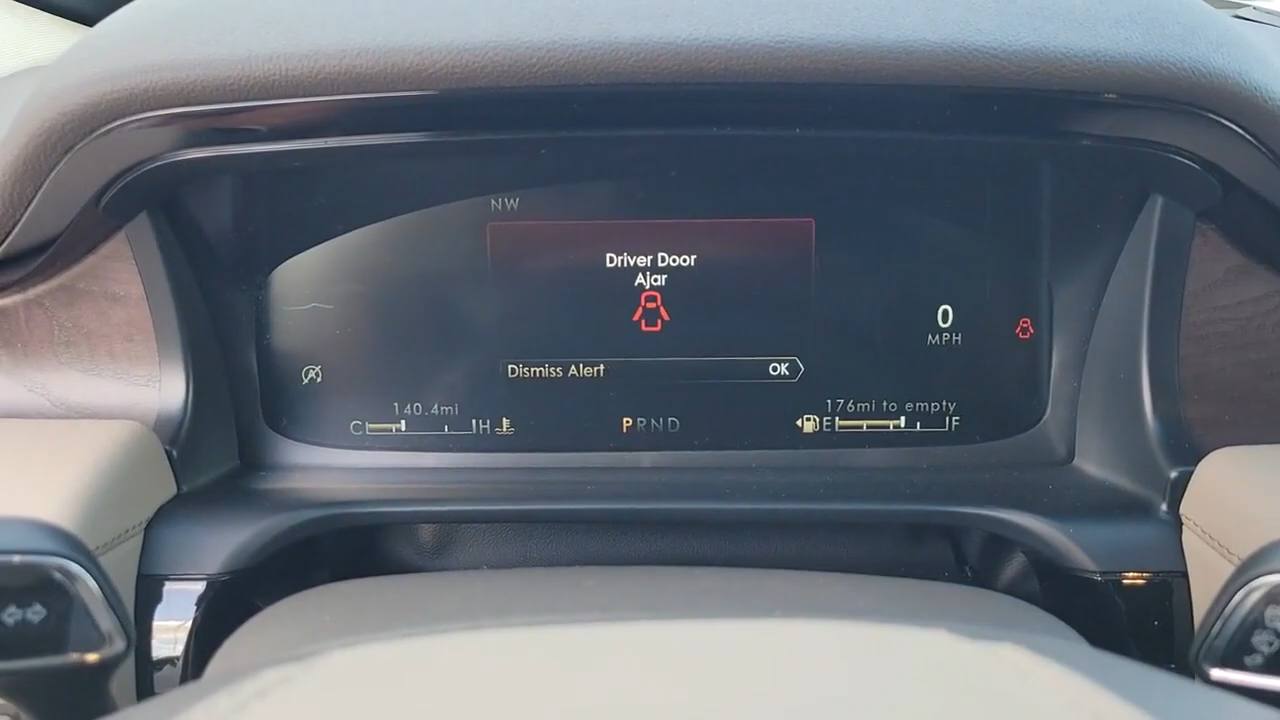 NW
Driver Door
Ajar
0
MPH
Dismiss Alert OK
140.4mi
176mi to empty
C H
PRND
E F